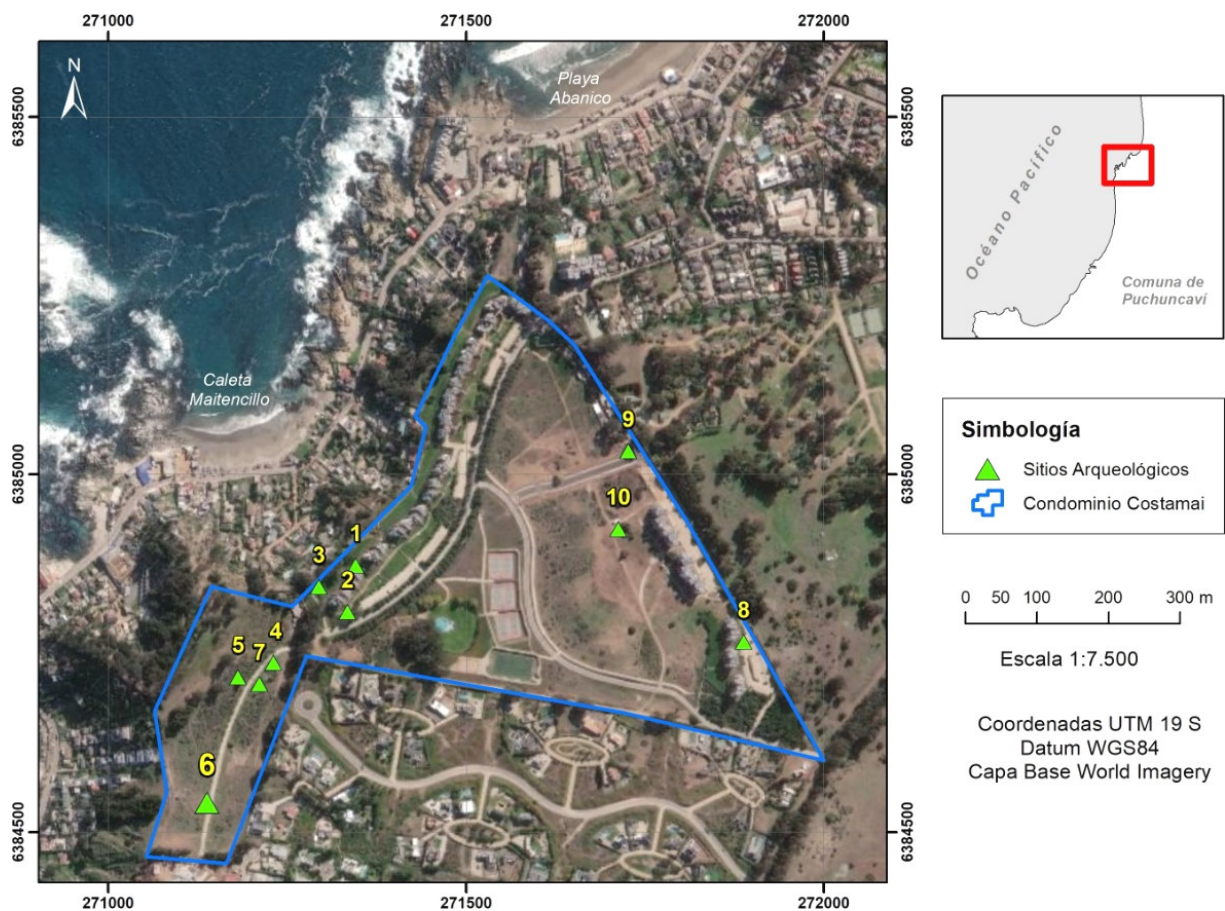 271000
271500
272000
N
Playa
Abanico
6385500
6385500
Caleta
Maitencillo
9
6385000
6385000
10
1
3
2
4
8
5
7
6
6384500
6384500
271000
271500
272000
Océano Pacífico
Comuna de
Puchuncaví
Simbología
Sitios Arqueológicos
Condominio Costamai
0 50 100 200 300 m
Escala 1:7.500
Coordenadas UTM 19 S
Datum WGS84
Capa Base World Imagery